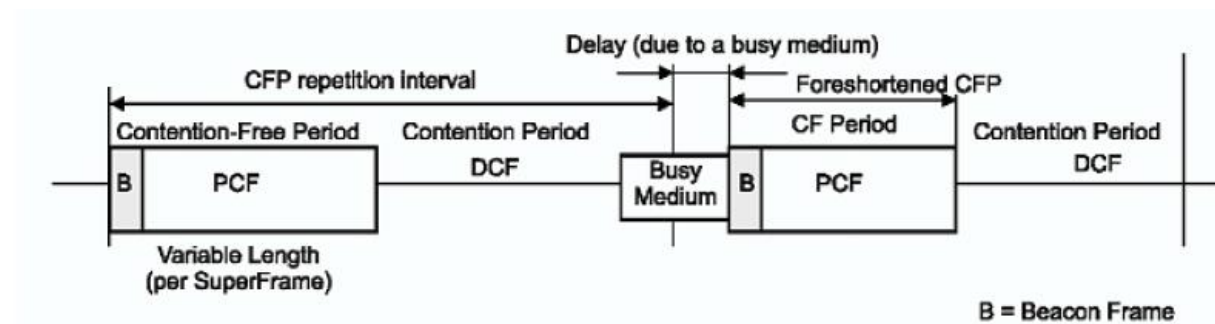 Delay (due to a busy medium)
CFP repetition interval
Foreshortened CFP
Contention-Free Period
Contention Period
CF Period
Contention Period
B
PCF
DCF
Busy
Medium
B
PCF
DCF
Variable Length
(per SuperFrame)
B = Beacon Frame